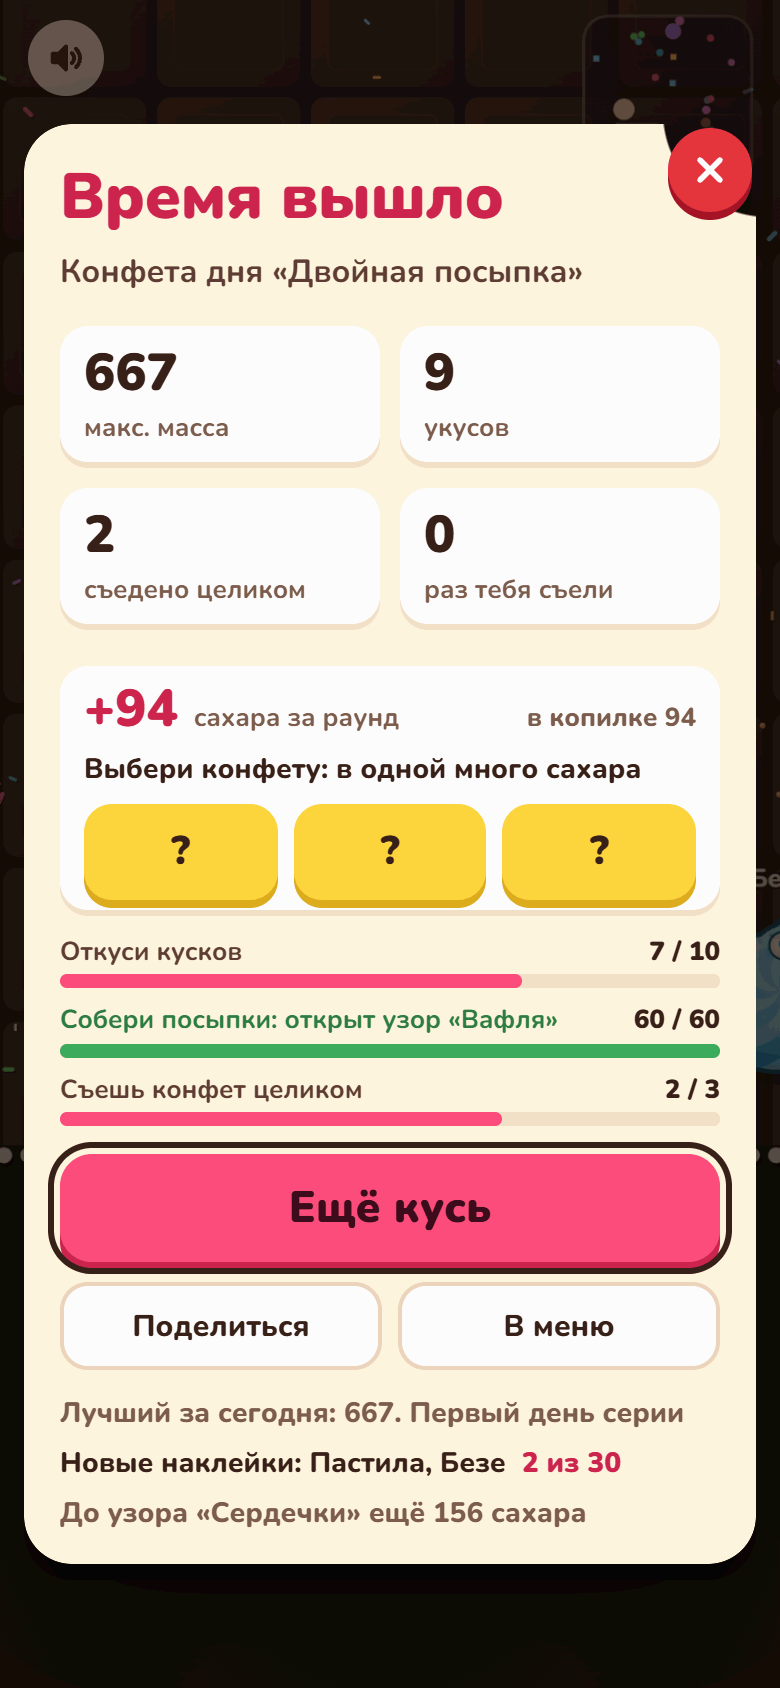 Время вышло
Конфета дня «Двойная посыпка»
667
макс. масса
9
укусов
2
съедено целиком
0
раз тебя съели
+94 сахара за раунд в копилке 94
Выбери конфету: в одной много сахара
? ? ?
Откуси кусков 7 / 10
Собери посыпки: открыт узор «Вафля» 60 / 60
Съешь конфет целиком 2 / 3
Ещё кусь
Поделиться В меню
Лучший за сегодня: 667. Первый день серии
Новые наклейки: Пастила, Безе 2 из 30
До узора «Сердечки» ещё 156 сахара